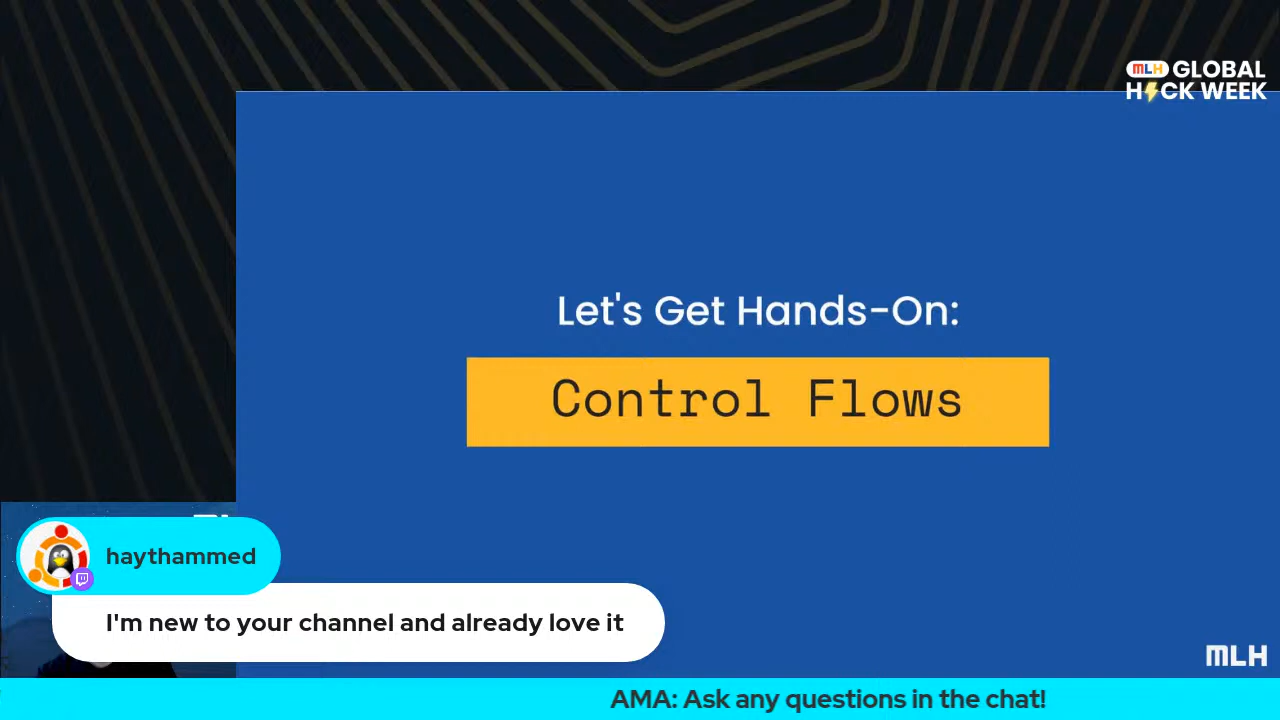 MLH GLOBAL
HACK WEEK
Let's Get Hands-On:
Control Flows
haythammed
I'm new to your channel and already love it
MLH
AMA: Ask any questions in the chat!